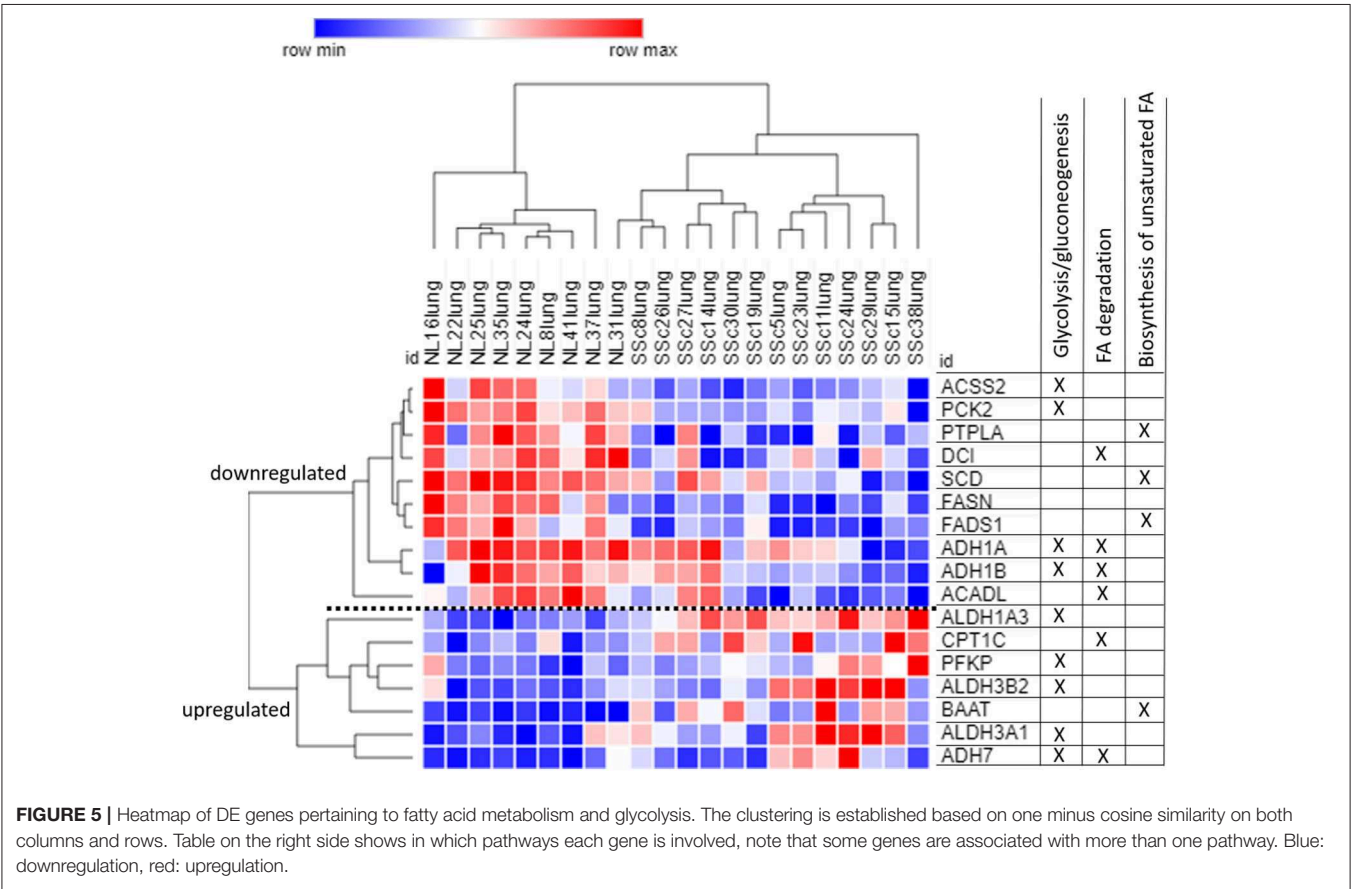 row min row max
Glycolysis/gluconeogenesis
FA degradation
Biosynthesis of unsaturated FA
id NL16lung NL22lung NL25lung NL35lung NL24lung NL8lung NL41lung NL37lung NL31lung SSc8lung SSc26lung SSc27lung SSc14lung SSc30lung SSc19lung SSc5lung SSc23lung SSc11lung SSc24lung SSc29lung SSc15lung SSc38lung id
ACSS2 X
PCK2 X
PTPLA X
DCI X
downregulated
SCD X
FASN
FADS1 X
ADH1A X X
ADH1B X X
ACADL X
ALDH1A3 X
CPT1C X
PFKP X
ALDH3B2 X
upregulated
BAAT X
ALDH3A1 X
ADH7 X X
FIGURE 5 | Heatmap of DE genes pertaining to fatty acid metabolism and glycolysis. The clustering is established based on one minus cosine similarity on both
columns and rows. Table on the right side shows in which pathways each gene is involved, note that some genes are associated with more than one pathway. Blue:
downregulation, red: upregulation.